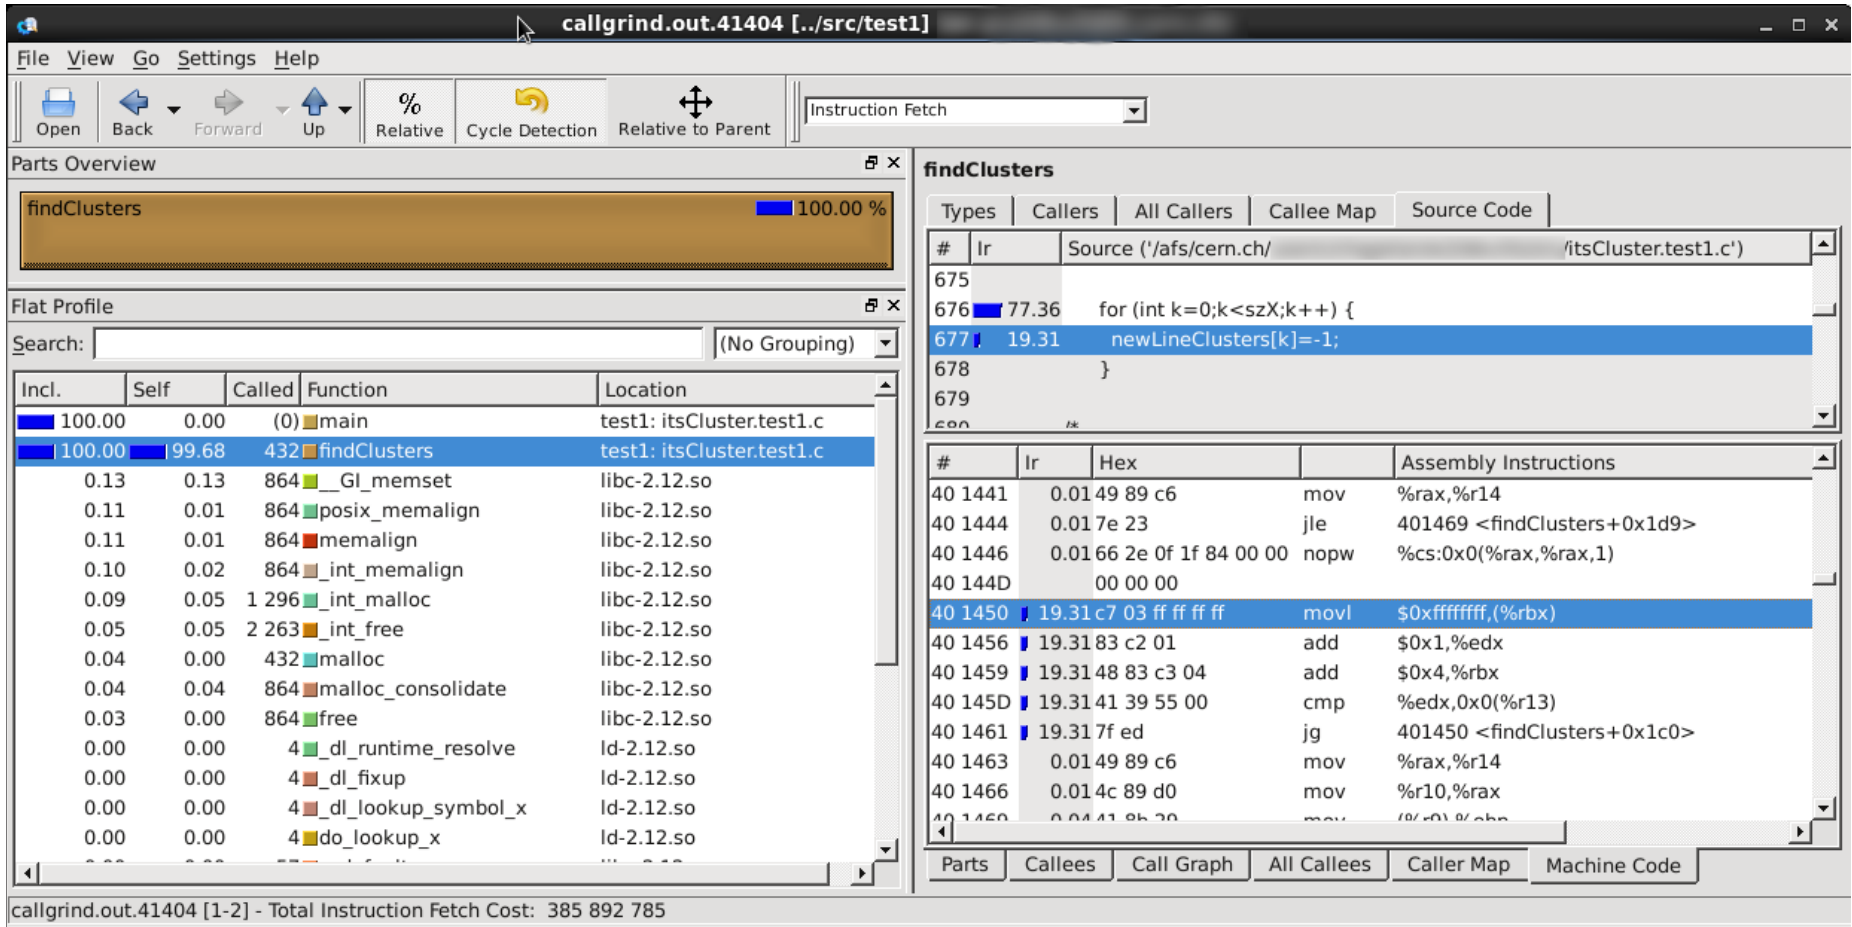 callgrind.out.41404 [../src/test1]
File View Go Settings Help
Open Back Forward Up % Relative Cycle Detection Relative to Parent Instruction Fetch
Parts Overview
findClusters 100.00 %
Flat Profile
Search: (No Grouping)
Incl. Self Called Function Location
100.00 0.00 (0) main test1: itsCluster.test1.c
100.00 99.68 432 findClusters test1: itsCluster.test1.c
0.13 0.13 864 __GI_memset libc-2.12.so
0.11 0.01 864 posix_memalign libc-2.12.so
0.11 0.01 864 memalign libc-2.12.so
0.10 0.02 864 _int_memalign libc-2.12.so
0.09 0.05 1 296 _int_malloc libc-2.12.so
0.05 0.05 2 263 _int_free libc-2.12.so
0.04 0.00 432 malloc libc-2.12.so
0.04 0.04 864 malloc_consolidate libc-2.12.so
0.03 0.00 864 free libc-2.12.so
0.00 0.00 4 _dl_runtime_resolve ld-2.12.so
0.00 0.00 4 _dl_fixup ld-2.12.so
0.00 0.00 4 _dl_lookup_symbol_x ld-2.12.so
0.00 0.00 4 do_lookup_x ld-2.12.so
findClusters
Types Callers All Callers Callee Map Source Code
# Ir Source ('/afs/cern.ch/ /itsCluster.test1.c')
675
676 77.36 for (int k=0;k<szX;k++) {
677 19.31 newLineClusters[k]=-1;
678 }
679
680 /*
# Ir Hex Assembly Instructions
40 1441 0.01 49 89 c6 mov %rax,%r14
40 1444 0.01 7e 23 jle 401469 <findClusters+0x1d9>
40 1446 0.01 66 2e 0f 1f 84 00 00 nopw %cs:0x0(%rax,%rax,1)
40 144D 00 00 00
40 1450 19.31 c7 03 ff ff ff ff movl $0xffffffff,(%rbx)
40 1456 19.31 83 c2 01 add $0x1,%edx
40 1459 19.31 48 83 c3 04 add $0x4,%rbx
40 145D 19.31 41 39 55 00 cmp %edx,0x0(%r13)
40 1461 19.31 7f ed jg 401450 <findClusters+0x1c0>
40 1463 0.01 49 89 c6 mov %rax,%r14
40 1466 0.01 4c 89 d0 mov %r10,%rax
40 1469 0.04 41 8b 29 mov (%r9),%ebp
Parts Callees Call Graph All Callees Caller Map Machine Code
callgrind.out.41404 [1-2] - Total Instruction Fetch Cost: 385 892 785